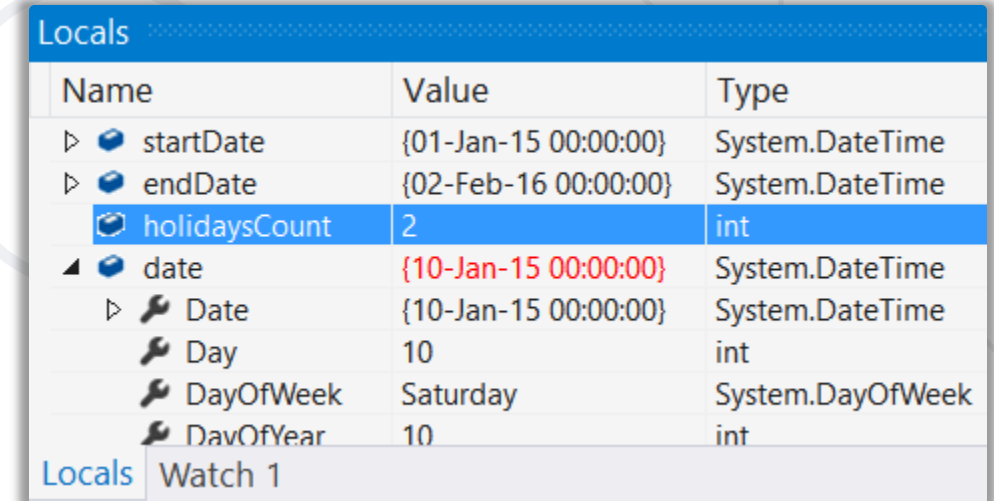 Locals
Name Value Type
startDate {01-Jan-15 00:00:00} System.DateTime
endDate {02-Feb-16 00:00:00} System.DateTime
holidaysCount 2 int
date {10-Jan-15 00:00:00} System.DateTime
Date {10-Jan-15 00:00:00} System.DateTime
Day 10 int
DayOfWeek Saturday System.DayOfWeek
DayOfYear 10 int
Locals Watch 1